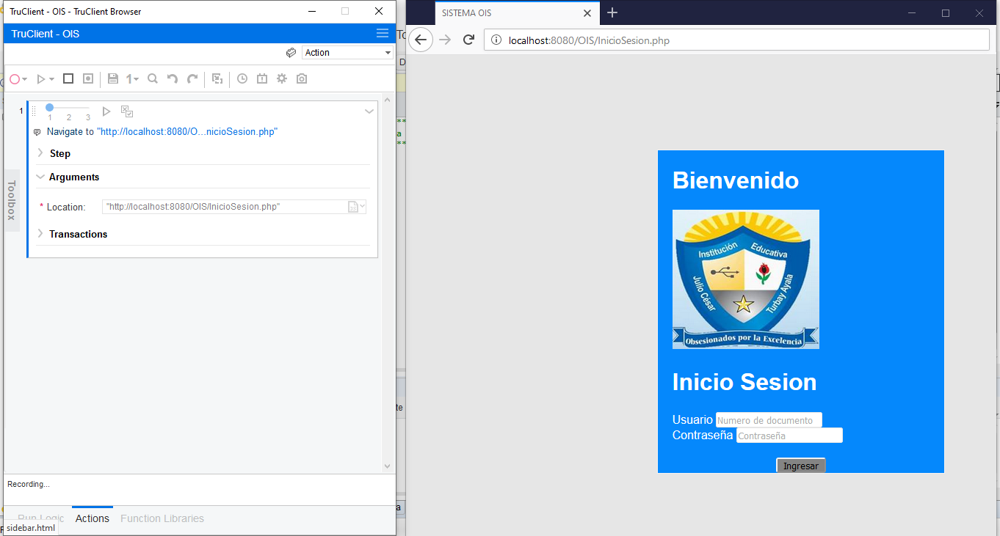 TruClient - OIS - TruClient Browser
TruClient - OIS
Action
1
1
1 2 3
Navigate to "http://localhost:8080/O...nicioSesion.php"
Step
Arguments
* Location: "http://localhost:8080/OIS/InicioSesion.php"
JS
Transactions
Toolbox
Recording...
Run Logic Actions Function Libraries
sidebar.html
SISTEMA OIS
localhost:8080/OIS/InicioSesion.php
Bienvenido
Institución Educativa
Julio César Turbay Ayala
Obsesionados por la Excelencia
Inicio Sesion
Usuario Numero de documento
Contraseña Contraseña
Ingresar